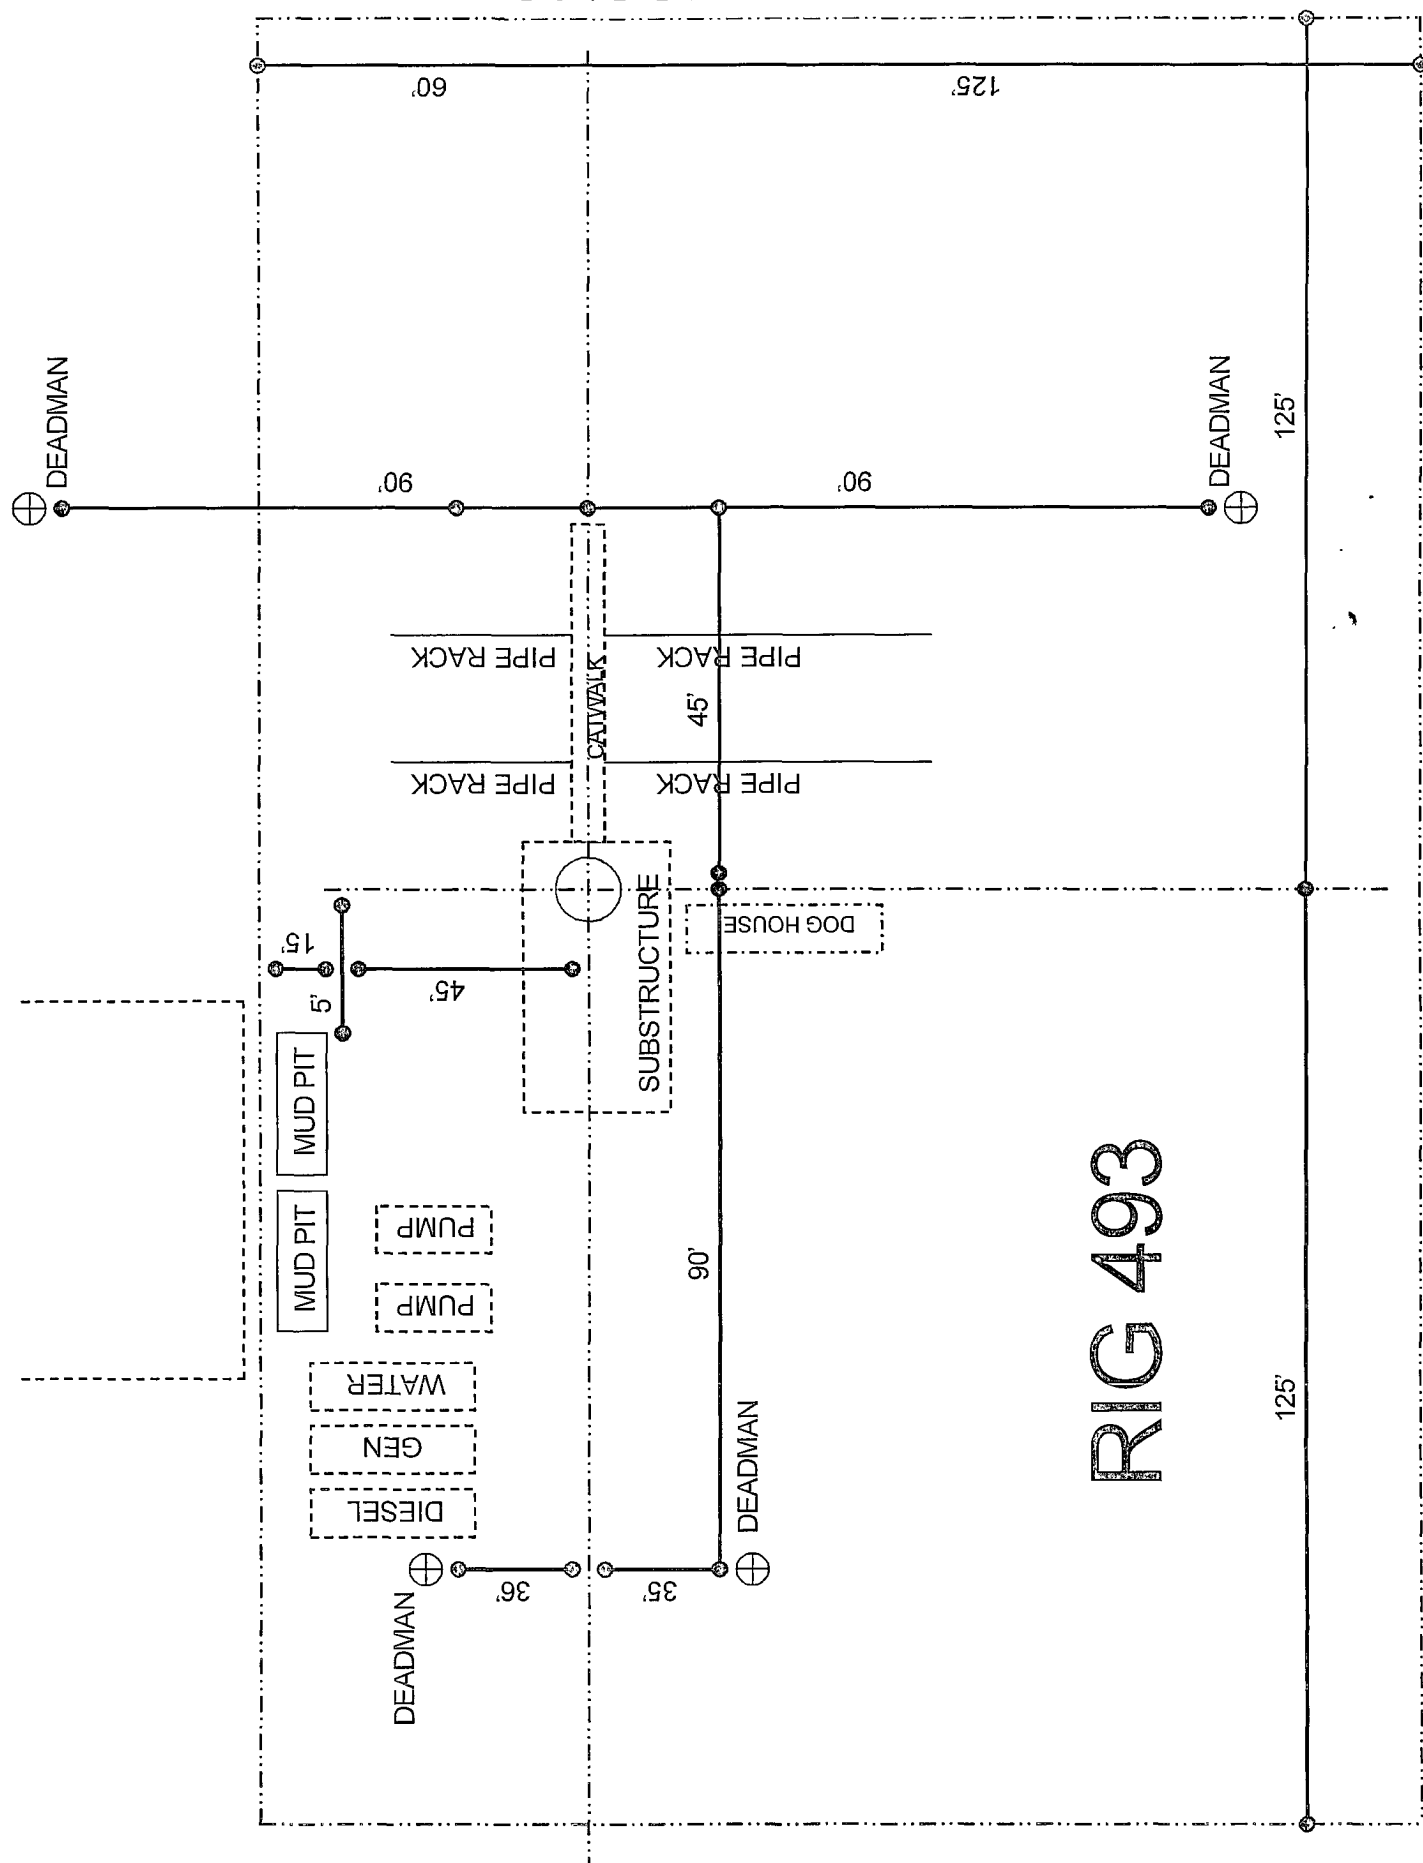 60'
125'
DEADMAN
90'
90'
DEADMAN
125'
PIPE RACK
PIPE RACK
CATWALK
45'
PIPE RACK
PIPE RACK
SUBSTRUCTURE
DOG HOUSE
15'
5'
45'
MUD PIT
MUD PIT
PUMP
PUMP
90'
RIG 493
WATER
GEN
DIESEL
125'
DEADMAN
36'
35'
DEADMAN